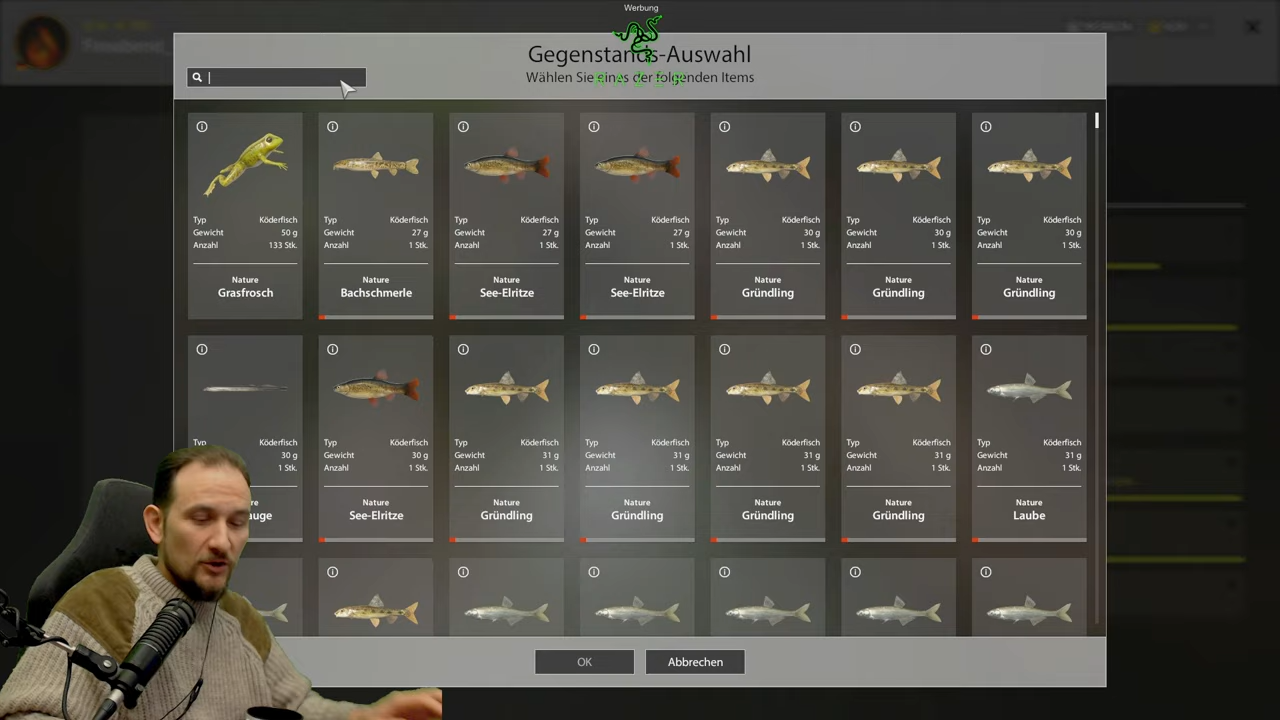 Werbung
Gegenstands-Auswahl
Wählen Sie eines der folgenden Items
Typ Köderfisch
Gewicht 50 g
Anzahl 133 Stk.
Nature
Grasfrosch
Typ Köderfisch
Gewicht 27 g
Anzahl 1 Stk.
Nature
Bachschmerle
Typ Köderfisch
Gewicht 27 g
Anzahl 1 Stk.
Nature
See-Elritze
Typ Köderfisch
Gewicht 27 g
Anzahl 1 Stk.
Nature
See-Elritze
Typ Köderfisch
Gewicht 30 g
Anzahl 1 Stk.
Nature
Gründling
Typ Köderfisch
Gewicht 30 g
Anzahl 1 Stk.
Nature
Gründling
Typ Köderfisch
Gewicht 30 g
Anzahl 1 Stk.
Nature
Gründling
Typ Köderfisch
30 g
1 Stk.
Typ Köderfisch
Gewicht 30 g
Anzahl 1 Stk.
Nature
See-Elritze
Typ Köderfisch
Gewicht 31 g
Anzahl 1 Stk.
Nature
Gründling
Typ Köderfisch
Gewicht 31 g
Anzahl 1 Stk.
Nature
Gründling
Typ Köderfisch
Gewicht 31 g
Anzahl 1 Stk.
Nature
Gründling
Typ Köderfisch
Gewicht 31 g
Anzahl 1 Stk.
Nature
Gründling
Typ Köderfisch
Gewicht 31 g
Anzahl 1 Stk.
Nature
Laube
OK
Abbrechen